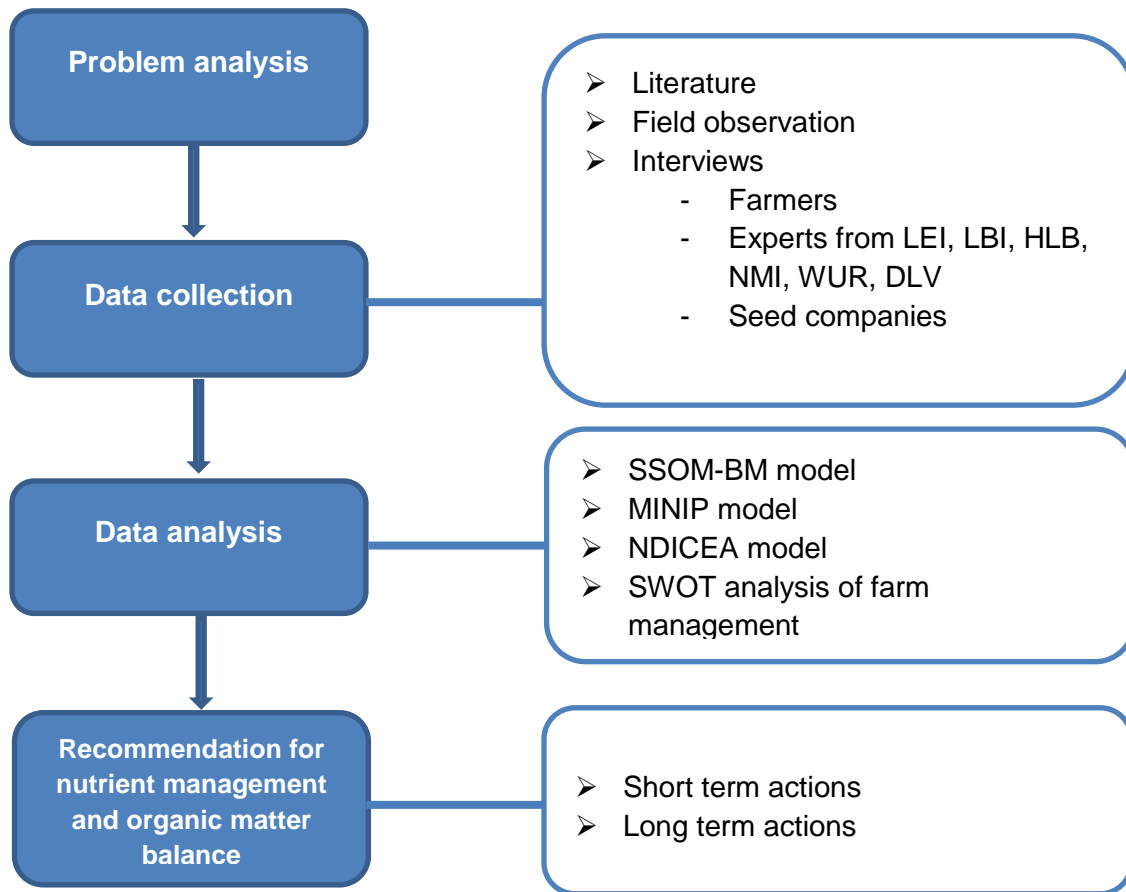 Problem analysis
➢ Literature
➢ Field observation
➢ Interviews
- Farmers
- Experts from LEI, LBI, HLB,
NMI, WUR, DLV
- Seed companies
Data collection
➢ SSOM-BM model
➢ MINIP model
➢ NDICEA model
➢ SWOT analysis of farm
management
Data analysis
Recommendation for
nutrient management
and organic matter
balance
➢ Short term actions
➢ Long term actions